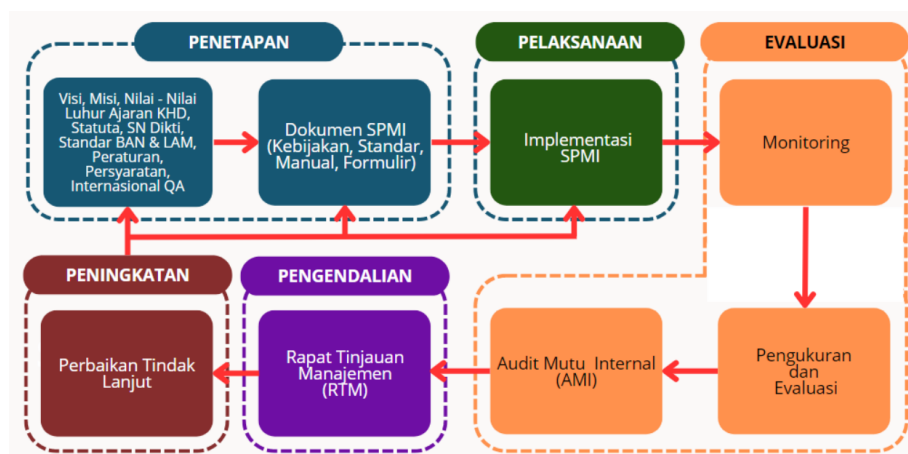 PENETAPAN
PELAKSANAAN
EVALUASI
Visi, Misi, Nilai - Nilai
Luhur Ajaran KHD,
Statuta, SN Dikti,
Standar BAN & LAM,
Peraturan,
Persyaratan,
Internasional QA
Dokumen SPMI
(Kebijakan, Standar,
Manual, Formulir)
Implementasi
SPMI
Monitoring
PENINGKATAN
PENGENDALIAN
Perbaikan Tindak
Lanjut
Rapat Tinjauan
Manajemen
(RTM)
Audit Mutu Internal
(AMI)
Pengukuran
dan
Evaluasi